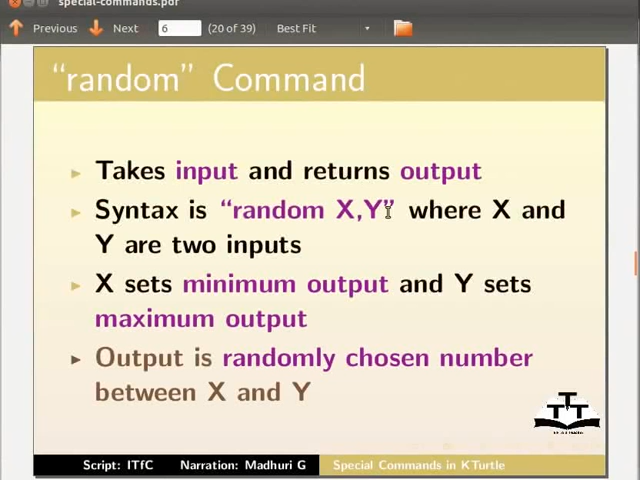 special-commands.pdf
Previous Next 6 (20 of 39) Best Fit
“random” Command
Takes input and returns output
Syntax is “random X,Y” where X and
Y are two inputs
X sets minimum output and Y sets
maximum output
Output is randomly chosen number
between X and Y
TTT
Script: ITfC Narration: Madhuri G Special Commands in KTurtle